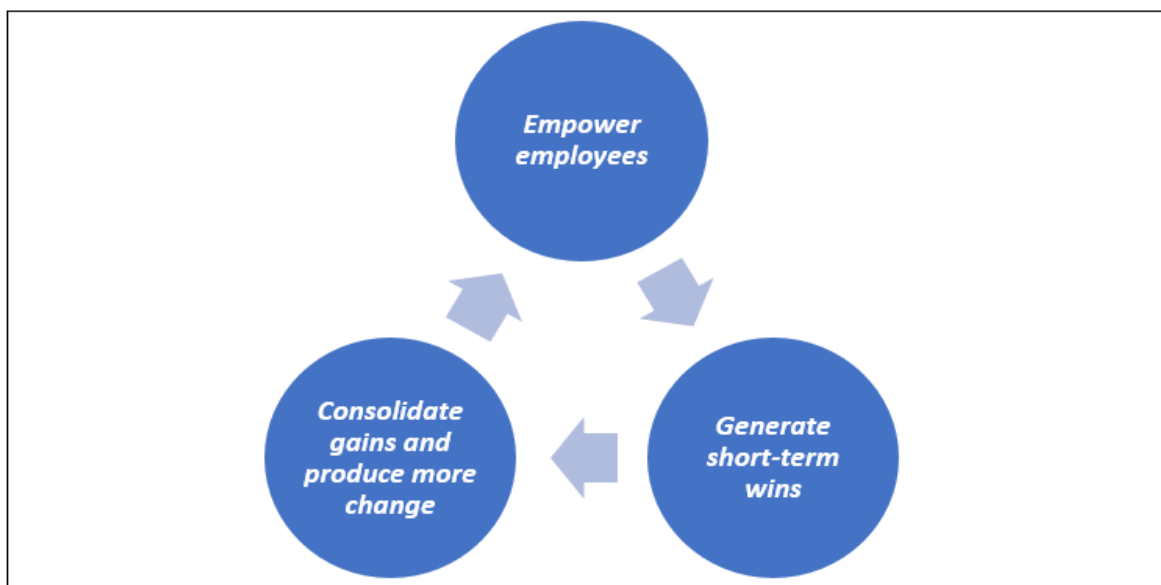 Empower
employees
Generate
short-term
wins
Consolidate
gains and
produce more
change